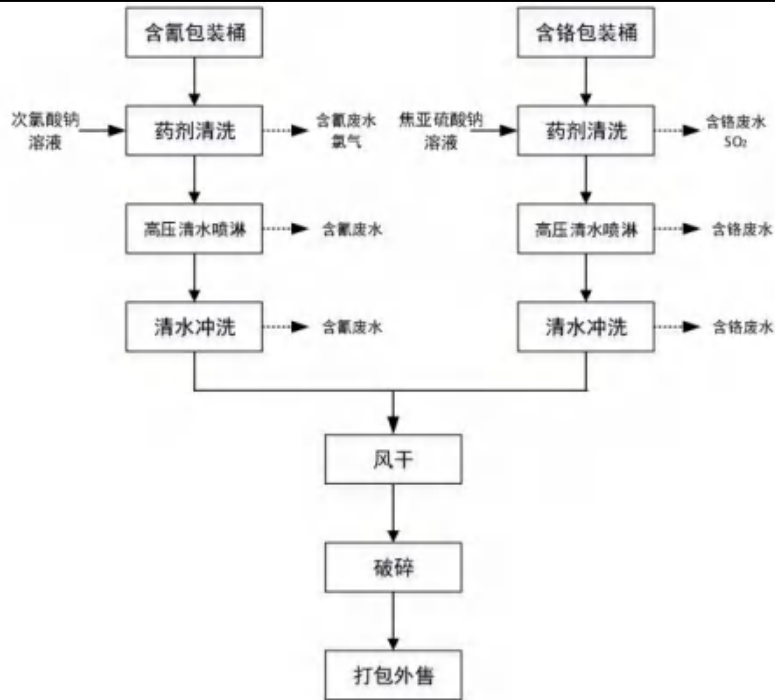 含氰包装桶
含铬包装桶
次氯酸钠
溶液
药剂清洗
含氰废水
氯气
焦亚硫酸钠
溶液
药剂清洗
含铬废水
SO₂
高压清水喷淋
含氰废水
高压清水喷淋
含铬废水
清水冲洗
含氰废水
清水冲洗
含铬废水
风干
破碎
打包外售